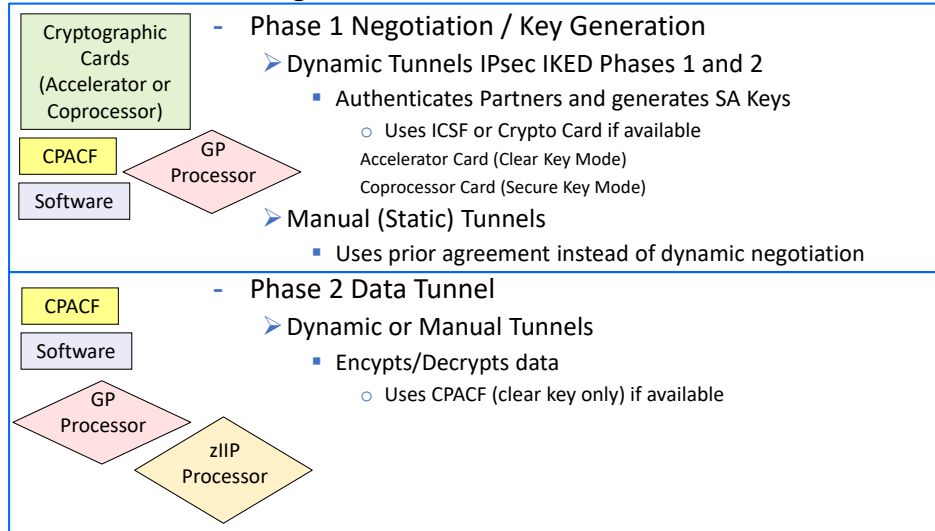 Cryptographic
Cards
(Accelerator or
Coprocessor)
CPACF
Software
GP
Processor
- Phase 1 Negotiation / Key Generation
➢ Dynamic Tunnels IPsec IKED Phases 1 and 2
▪ Authenticates Partners and generates SA Keys
o Uses ICSF or Crypto Card if available
Accelerator Card (Clear Key Mode)
Coprocessor Card (Secure Key Mode)
➢ Manual (Static) Tunnels
▪ Uses prior agreement instead of dynamic negotiation
CPACF
Software
GP
Processor
zIIP
Processor
- Phase 2 Data Tunnel
➢ Dynamic or Manual Tunnels
▪ Encypts/Decrypts data
o Uses CPACF (clear key only) if available